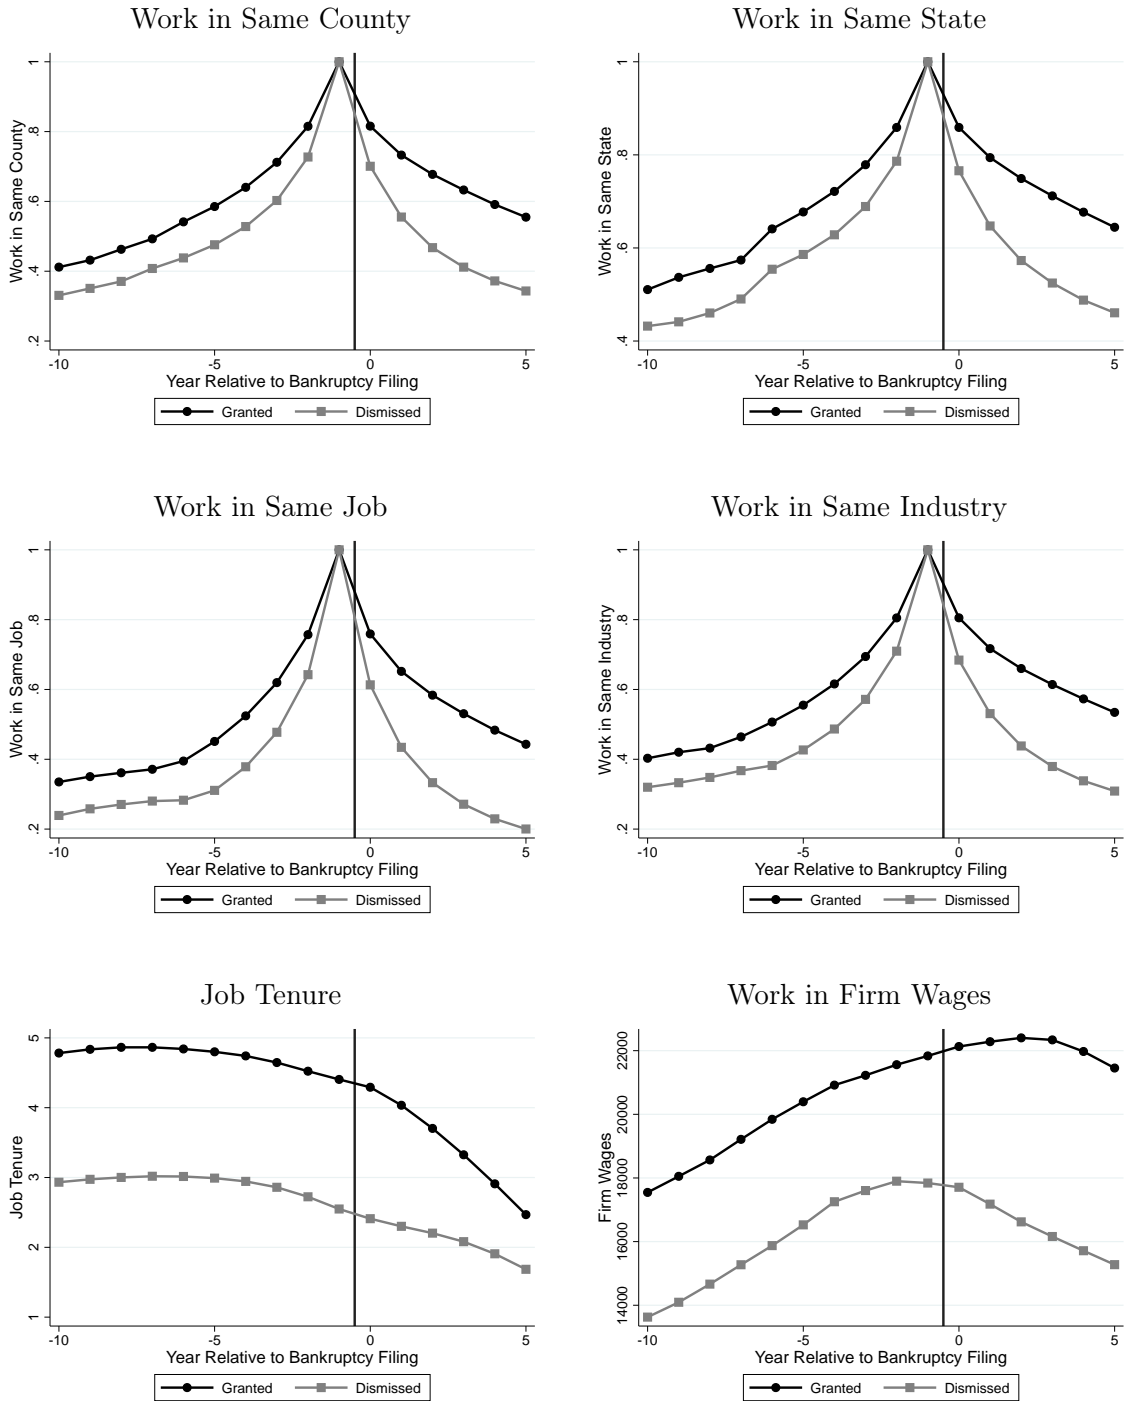 Work in Same County
Work in Same County
1
.8
.6
.4
.2
-10 -5 0 5
Year Relative to Bankruptcy Filing
Granted Dismissed
Work in Same State
Work in Same State
1
.8
.6
.4
-10 -5 0 5
Year Relative to Bankruptcy Filing
Granted Dismissed
Work in Same Job
Work in Same Job
1
.8
.6
.4
.2
-10 -5 0 5
Year Relative to Bankruptcy Filing
Granted Dismissed
Work in Same Industry
Work in Same Industry
1
.8
.6
.4
.2
-10 -5 0 5
Year Relative to Bankruptcy Filing
Granted Dismissed
Job Tenure
Job Tenure
5
4
3
2
1
-10 -5 0 5
Year Relative to Bankruptcy Filing
Granted Dismissed
Work in Firm Wages
Firm Wages
22000
20000
18000
16000
14000
-10 -5 0 5
Year Relative to Bankruptcy Filing
Granted Dismissed